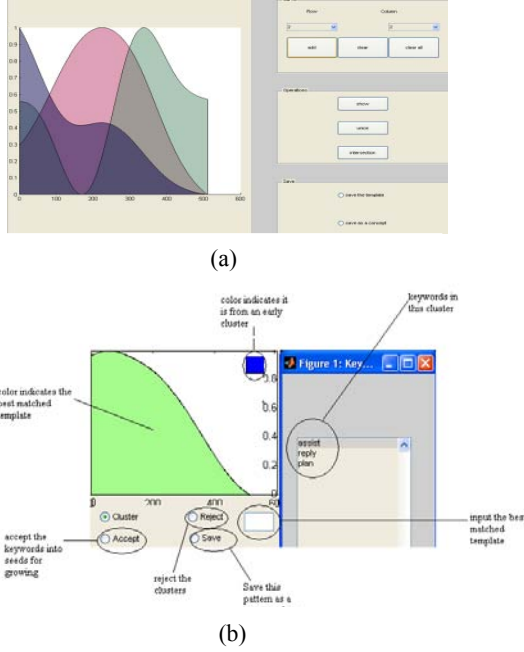 Row
Column
1
0.9
0.8
0.7
0.6
0.5
0.4
0.3
0.2
0.1
0
0 100 200 300 400 500 600
add
clear
clear all
Operations
show
union
intersection
Save
save the template
save as a concept
(a)
color indicates it
is from an early
cluster
keywords in
this cluster
color indicates the
best matched
template
Figure 1: Key...
0.8
0.4
0.2
assist
reply
plan
200 400
Cluster
Reject
Accept
Save
accept the
keywords into
seeds for
growing
reject the
clusters
Save this
pattern as a
input the bes
matched
template
(b)